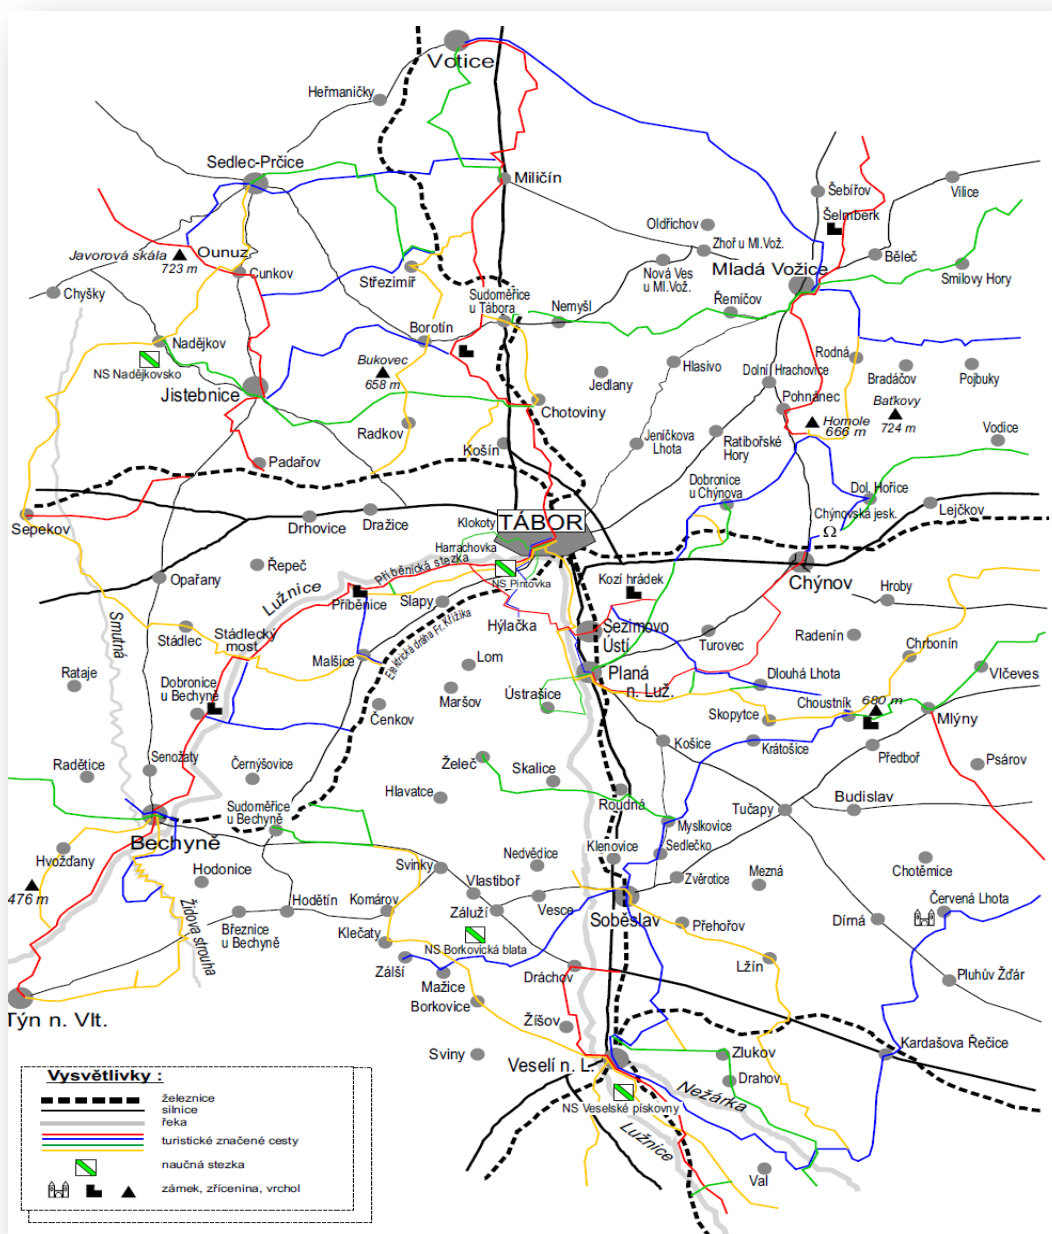 Votice
Heřmaničky
Sedlec-Prčice
Miličín
Šebířov
Vilice
Oldřichov
Šelmberk
Javorová skála
723 m
Ounuz
Zhoř u Ml.Vož.
Běleč
Cunkov
Střezimíř
Nová Ves
u Ml.Vož.
Mladá Vožice
Smilovy Hory
Chyšky
Sudoměřice
u Tábora
Nemyšl
Řemíčov
Nadějkov
Borotín
NS Nadějkovsko
Bukovec
658 m
Hlasivo
Dolní Hrachovice
Rodná
Bradáčov
Pojbuky
Jistebnice
Jedlany
Pohnánec
Batkovy
724 m
Chotoviny
Homole
666 m
Radkov
Košín
Jeníčkova
Lhota
Ratibořské
Hory
Vodice
Padařov
Dobronice
u Chýnova
Dol. Hořice
Sepekov
Drhovice
Dražice
Klokoty
TÁBOR
Chýnovská jesk.
Lejčkov
Harrachovka
Příběnická stezka
Řepeč
Opařany
NS Pintovka
Kozí hrádek
Chýnov
Hroby
Lužnice
Příběnice
Slapy
Smutná
Stádlec
Stádlecký
most
Hýlačka
Sezimovo
Ústí
Turovec
Radenín
Chrbonín
Elektrická dráha Fr. Křižíka
Malšice
Lom
Rataje
Dobronice
u Bechyně
Maršov
Ústrašice
Planá
n. Luž.
Dlouhá Lhota
Vlčeves
Čenkov
Skopytce
Choustník
680 m
Mlýny
Košice
Krátošice
Předboř
Senožaty
Radětice
Černýšovice
Želeč
Skalice
Psárov
Hlavatce
Roudná
Tučapy
Budislav
Sudoměřice
u Bechyně
Bechyně
Myslkovice
Klenovice
Sedlečko
Hvožďany
Hodonice
Svinky
Nedvědice
Zvěrotice
Mezná
Chotěmice
476 m
Vlastiboř
Židova strouha
Hodětín
Komárov
Záluží
Vesce
Soběslav
Přehořov
Dírná
Červená Lhota
Březnice
u Bechyně
Klečaty
NS Borkovická blata
Zálší
Mažice
Dráchov
Lžín
Pluhův Žďár
Borkovice
Týn n. Vlt.
Žíšov
Sviny
Veselí n. L.
Zlukov
Kardašova Řečice
Drahov
Nežárka
NS Veselské pískovny
Lužnice
Val
Vysvětlivky :
železnice
silnice
řeka
turistické značené cesty
naučná stezka
zámek, zřícenina, vrchol